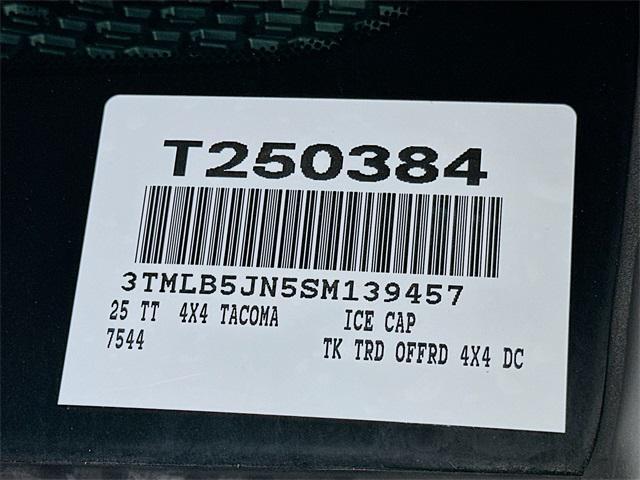 T250384
3TMLB5JN5SM139457
25 TT 4X4 TACOMA ICE CAP
7544 TK TRD OFFRD 4X4 DC